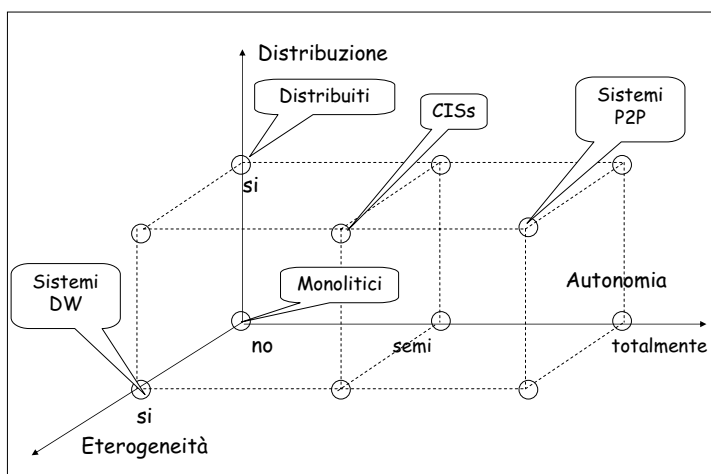 Distribuzione
Distribuiti
CISs
Sistemi
P2P
si
Sistemi
DW
Monolitici
Autonomia
no
semi
totalmente
si
Eterogeneità